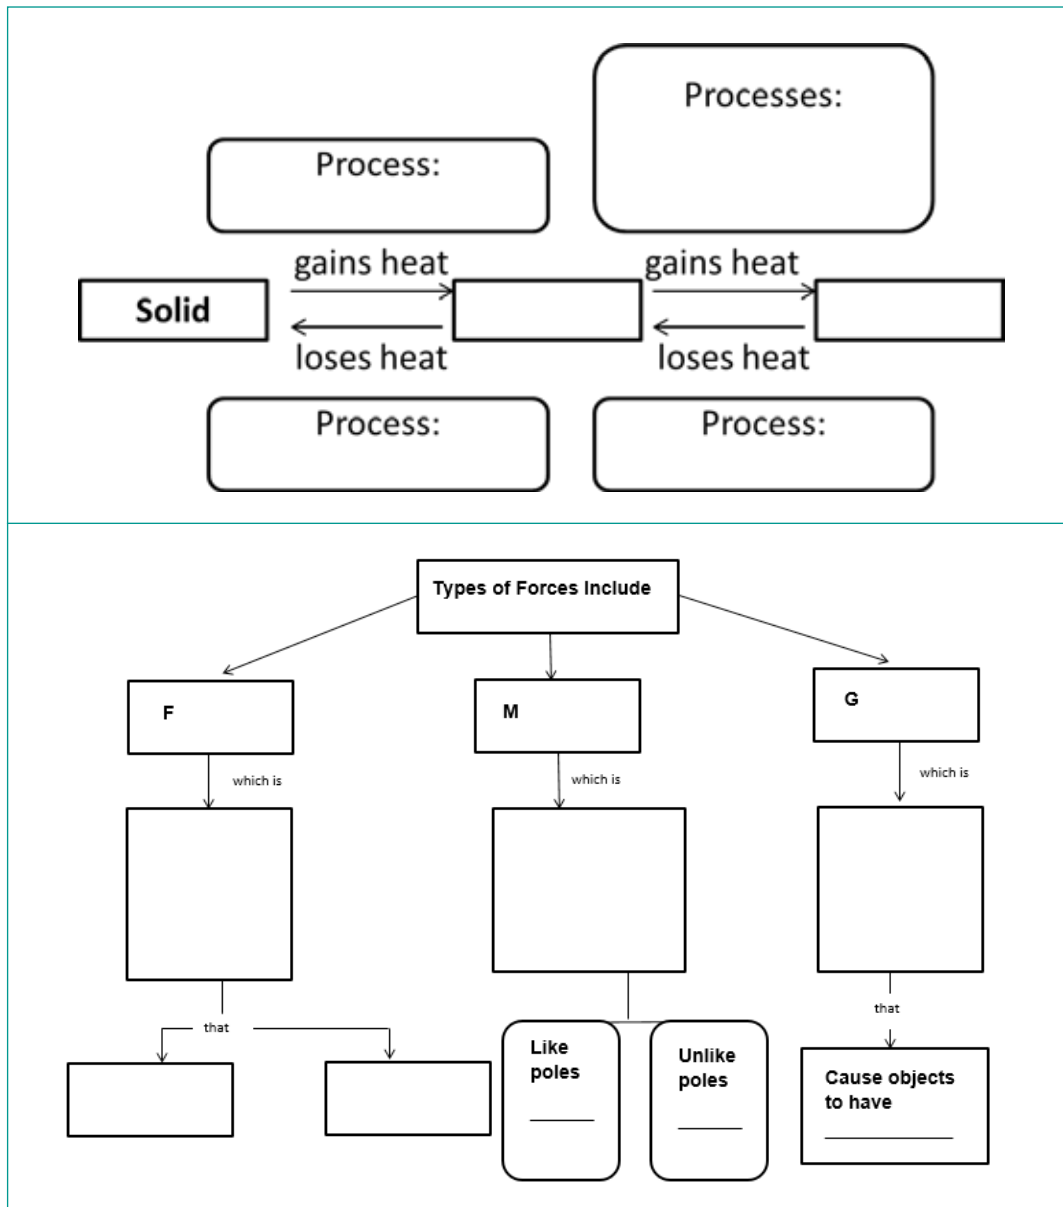 Processes:
Process:
gains heat
gains heat
Solid
loses heat
loses heat
Process:
Process:
Types of Forces Include
F
M
G
which is
which is
which is
that
that
Like
poles
Unlike
poles
Cause objects
to have